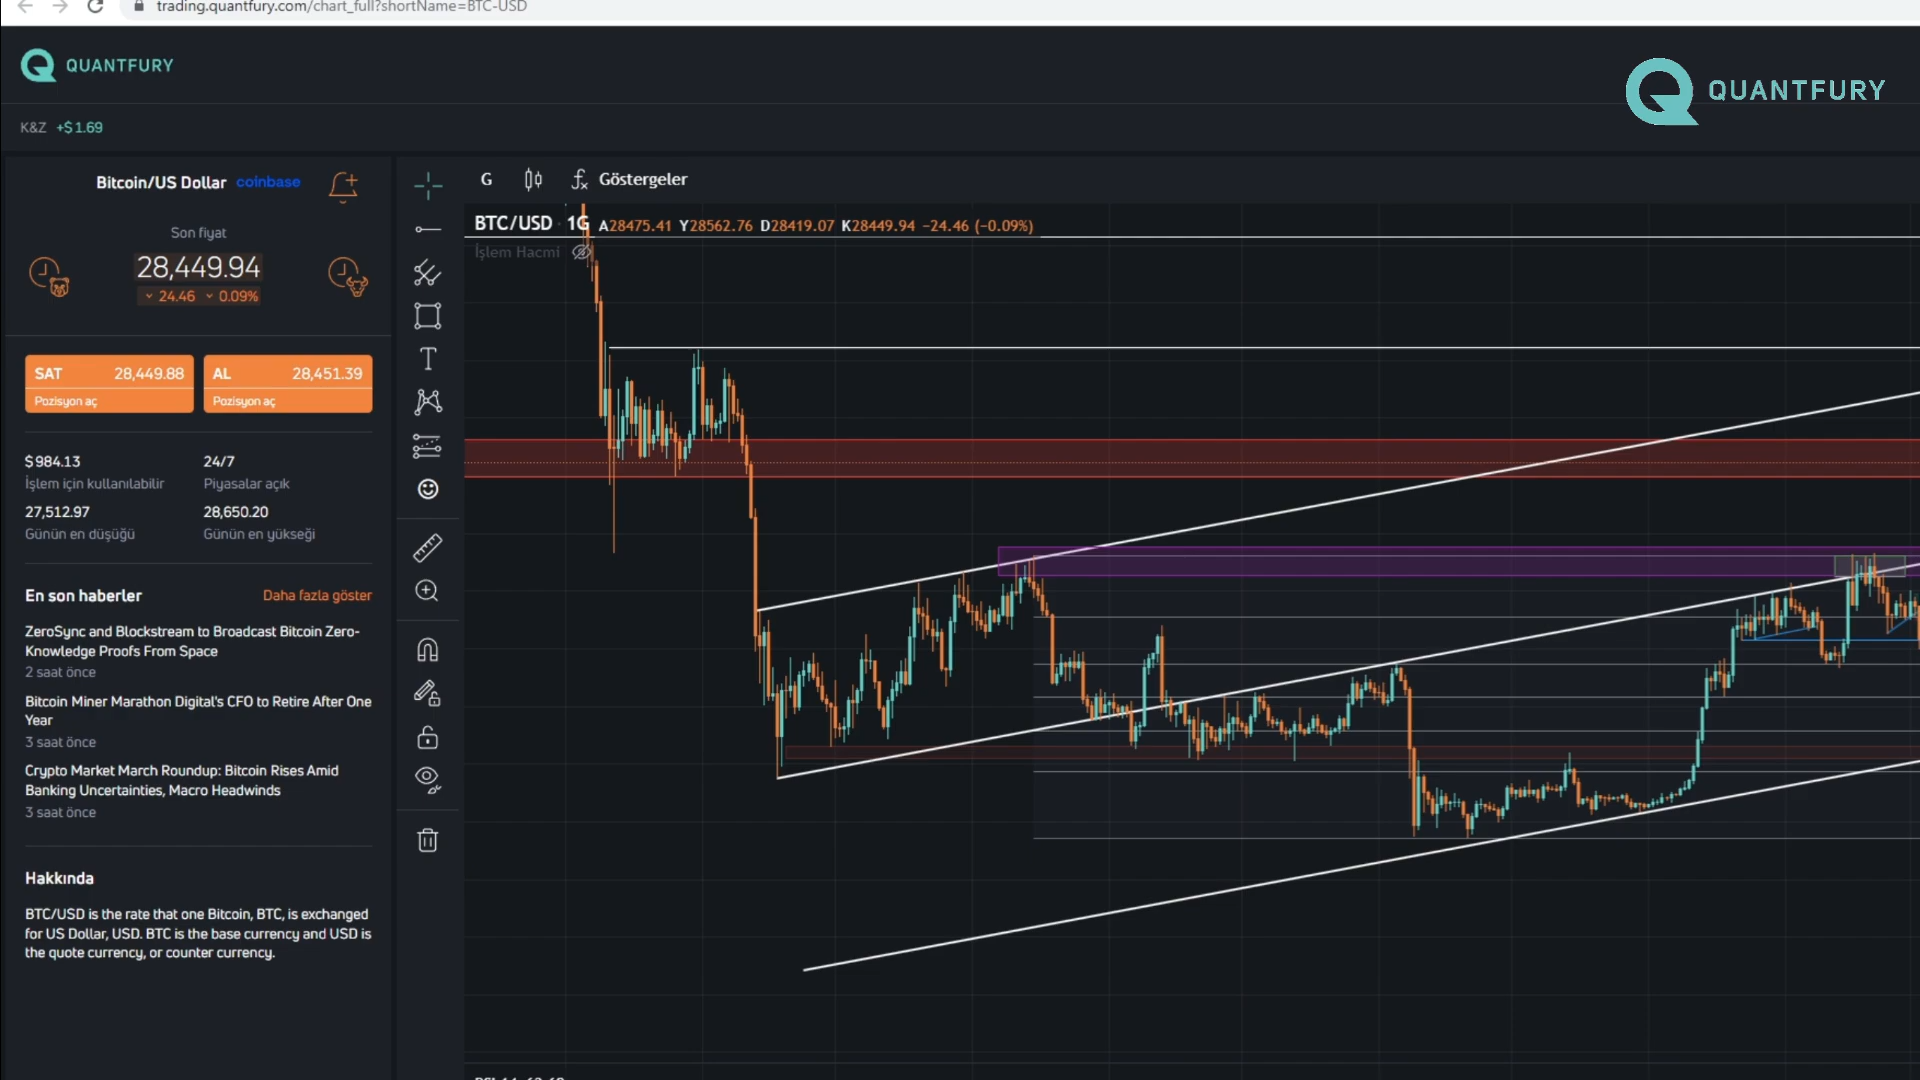 trading.quantfury.com/chart_full?shortName=BTC-USD
QUANTFURY
QUANTFURY
K&Z +$1.69
Bitcoin/US Dollar coinbase
Son fiyat
28,449.94
24.46 0.09%
SAT 28,449.88
Pozisyon aç
AL 28,451.39
Pozisyon aç
$984.13
İşlem için kullanılabilir
24/7
Piyasalar açık
27,512.97
Günün en düşüğü
28,650.20
Günün en yükseği
En son haberler
Daha fazla göster
ZeroSync and Blockstream to Broadcast Bitcoin Zero-
Knowledge Proofs From Space
2 saat önce
Bitcoin Miner Marathon Digital's CFO to Retire After One
Year
3 saat önce
Crypto Market March Roundup: Bitcoin Rises Amid
Banking Uncertainties, Macro Headwinds
3 saat önce
Hakkında
BTC/USD is the rate that one Bitcoin, BTC, is exchanged
for US Dollar, USD. BTC is the base currency and USD is
the quote currency, or counter currency.
G Göstergeler
BTC/USD · 1G A28475.41 Y28562.76 D28419.07 K28449.94 −24.46 (−0.09%)
İşlem Hacmi